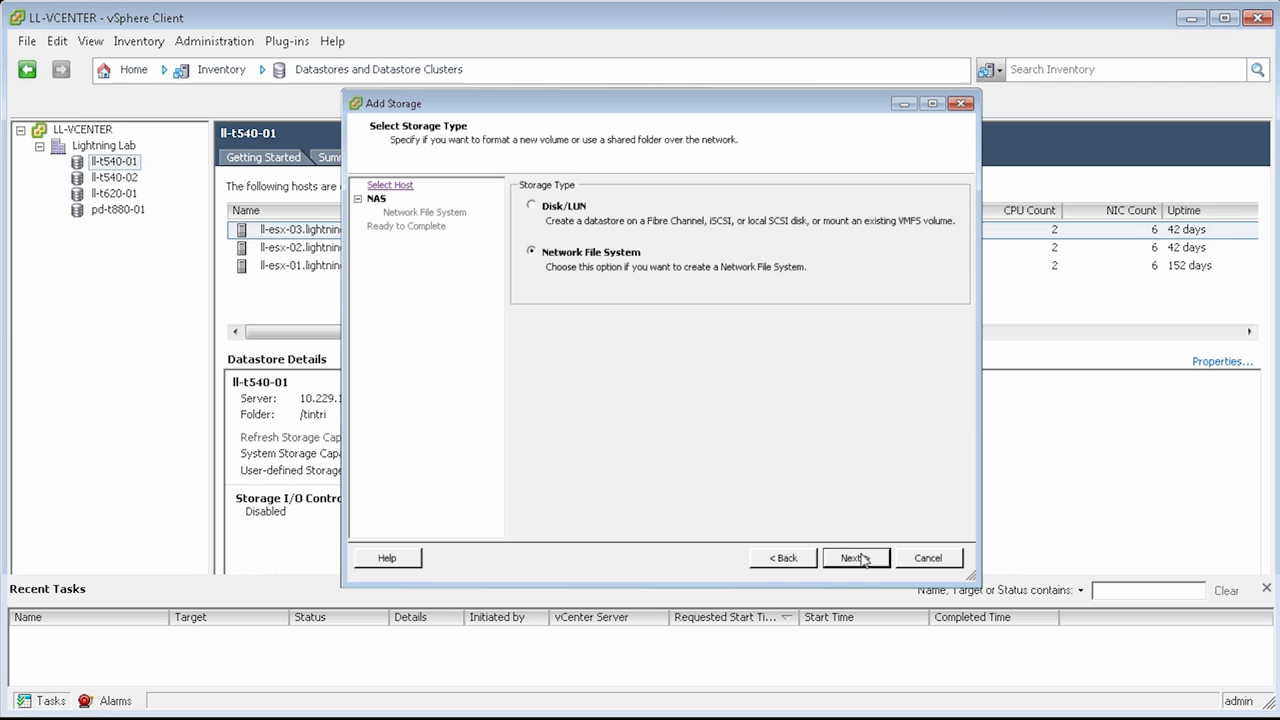 LL-VCENTER - vSphere Client
File Edit View Inventory Administration Plug-ins Help
Home Inventory Datastores and Datastore Clusters Search Inventory
LL-VCENTER
Lightning Lab
ll-t540-01
ll-t540-02
ll-t620-01
pd-t880-01
ll-t540-01
Getting Started
The following hosts are
Name CPU Count NIC Count Uptime
ll-esx-03.lightnin 2 6 42 days
ll-esx-02.lightnin 2 6 42 days
ll-esx-01.lightnin 2 6 152 days
Datastore Details Properties...
ll-t540-01
Server: 10.229.1
Folder: /tintri
Refresh Storage Cap
System Storage Capa
User-defined Storage
Storage I/O Contro
Disabled
Add Storage
Select Storage Type
Specify if you want to format a new volume or use a shared folder over the network.
Select Host
NAS
Network File System
Ready to Complete
Storage Type
Disk/LUN
Create a datastore on a Fibre Channel, iSCSI, or local SCSI disk, or mount an existing VMFS volume.
Network File System
Choose this option if you want to create a Network File System.
Help < Back Next Cancel
Recent Tasks Name, Target or Status contains: Clear
Name Target Status Details Initiated by vCenter Server Requested Start Ti... Start Time Completed Time
Tasks Alarms admin